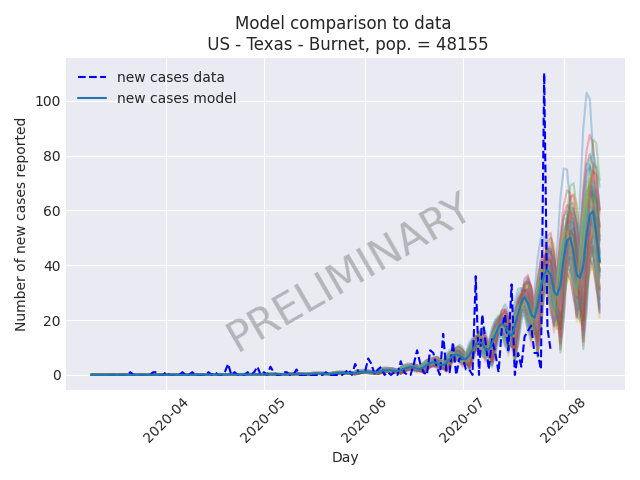 Model comparison to data
US - Texas - Burnet, pop. = 48155
new cases data
new cases model
Number of new cases reported
100
80
60
40
20
0
PRELIMINARY
2020-04
2020-05
2020-06
2020-07
2020-08
Day